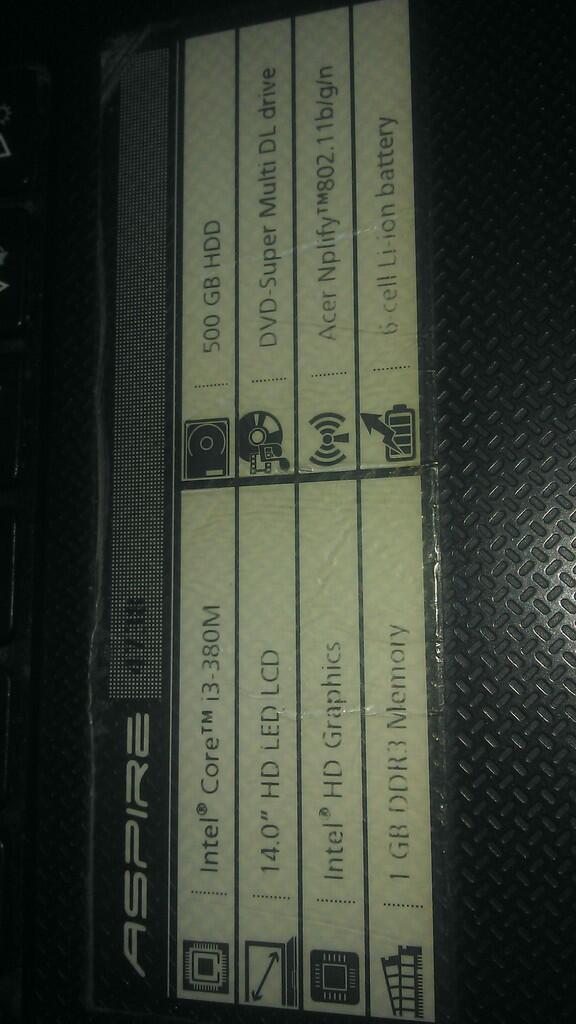 ASPIRE
Intel® Core™ i3-380M
14.0" HD LED LCD
Intel® HD Graphics
1 GB DDR3 Memory
500 GB HDD
DVD-Super Multi DL drive
Acer Nplify™802.11b/g/n
6-cell Li-ion battery